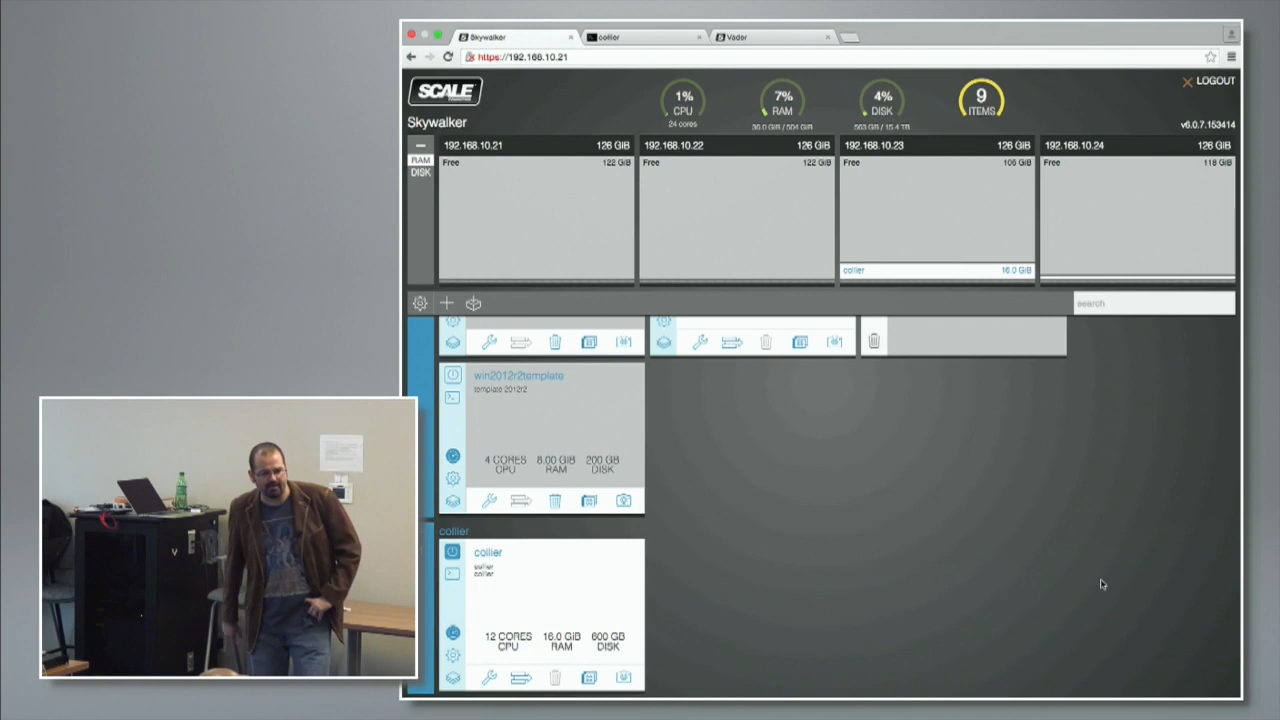 Skywalker
collier
Vader
https://192.168.10.21
SCALE
LOGOUT
1%
CPU
24 cores
7%
RAM
36.0 GiB / 504 GiB
4%
DISK
563 GB / 15.4 TB
9
ITEMS
Skywalker
v6.0.7.153414
RAM
DISK
192.168.10.21 126 GiB
Free 122 GiB
192.168.10.22 126 GiB
Free 122 GiB
192.168.10.23 126 GiB
Free 106 GiB
collier 16.0 GiB
192.168.10.24 126 GiB
Free 118 GiB
search
win2012r2template
template 2012r2
4 CORES 8.00 GiB 200 GB
CPU RAM DISK
collier
collier
collier
collier
12 CORES 16.0 GiB 600 GB
CPU RAM DISK